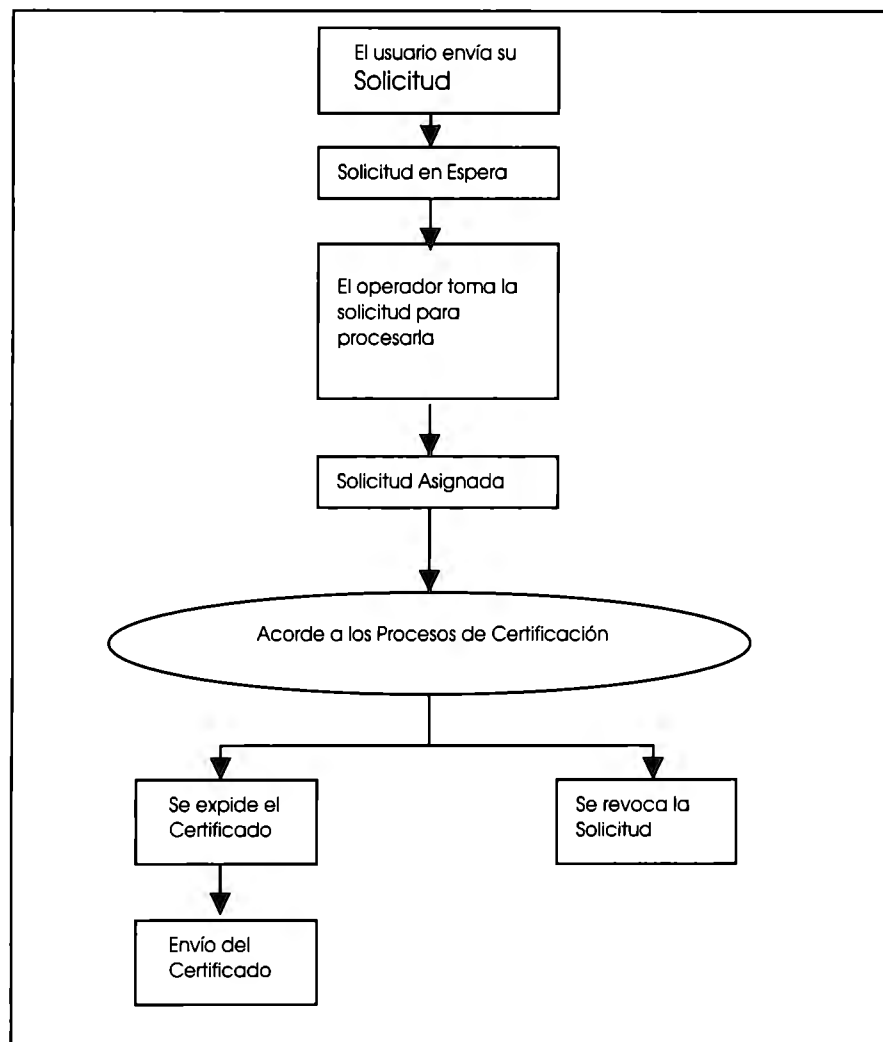 El usuario envía su
Solicitud
Solicitud en Espera
El operador toma la
solicitud para
procesarla
Solicitud Asignada
Acorde a los Procesos de Certificación
Se expide el
Certificado
Se revoca la
Solicitud
Envío del
Certificado